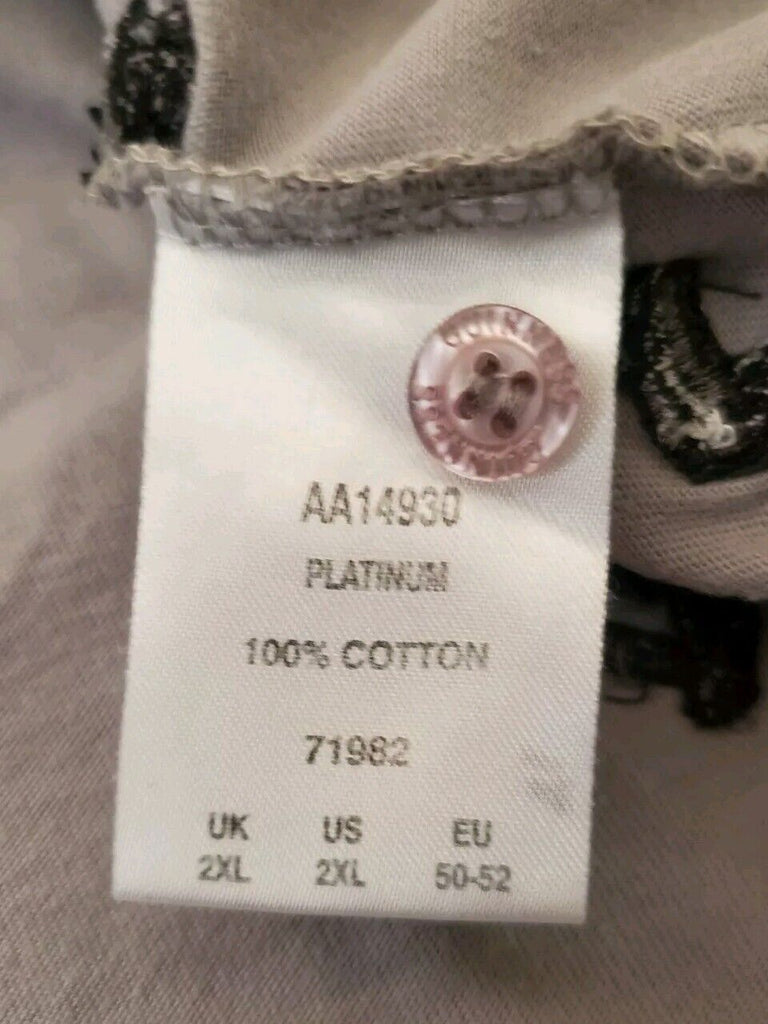 AA14930
PLATINUM
100% COTTON
71982
UK US EU
2XL 2XL 50-52